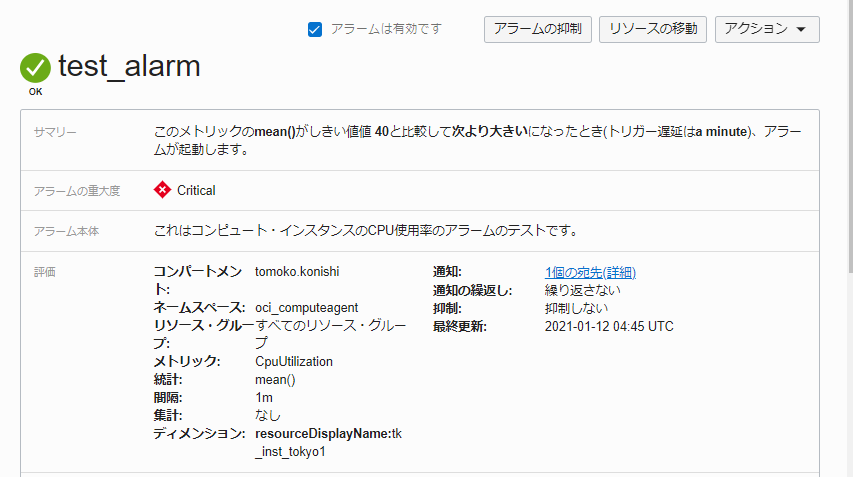 アラームは有効です
アラームの抑制
リソースの移動
アクション
test_alarm
OK
サマリー
このメトリックのmean()がしきい値値 40と比較して次より大きいになったとき(トリガー遅延はa minute)、アラー
ムが起動します。
アラームの重大度
Critical
アラーム本体
これはコンピュート・インスタンスのCPU使用率のアラームのテストです。
評価
コンパートメン
ト:
tomoko.konishi
ネームスペース:
oci_computeagent
リソース・グルー
プ:
すべてのリソース・グルー
プ
メトリック:
CpuUtilization
統計:
mean()
間隔:
1m
集計:
なし
ディメンション:
resourceDisplayName:tk
_inst_tokyo1
通知:
1個の宛先(詳細)
通知の繰返し:
繰り返さない
抑制:
抑制しない
最終更新:
2021-01-12 04:45 UTC